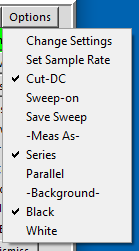 Options
Change Settings
Set Sample Rate
Cut-DC
Sweep-on
Save Sweep
-Meas As-
Series
Parallel
-Background-
Black
White